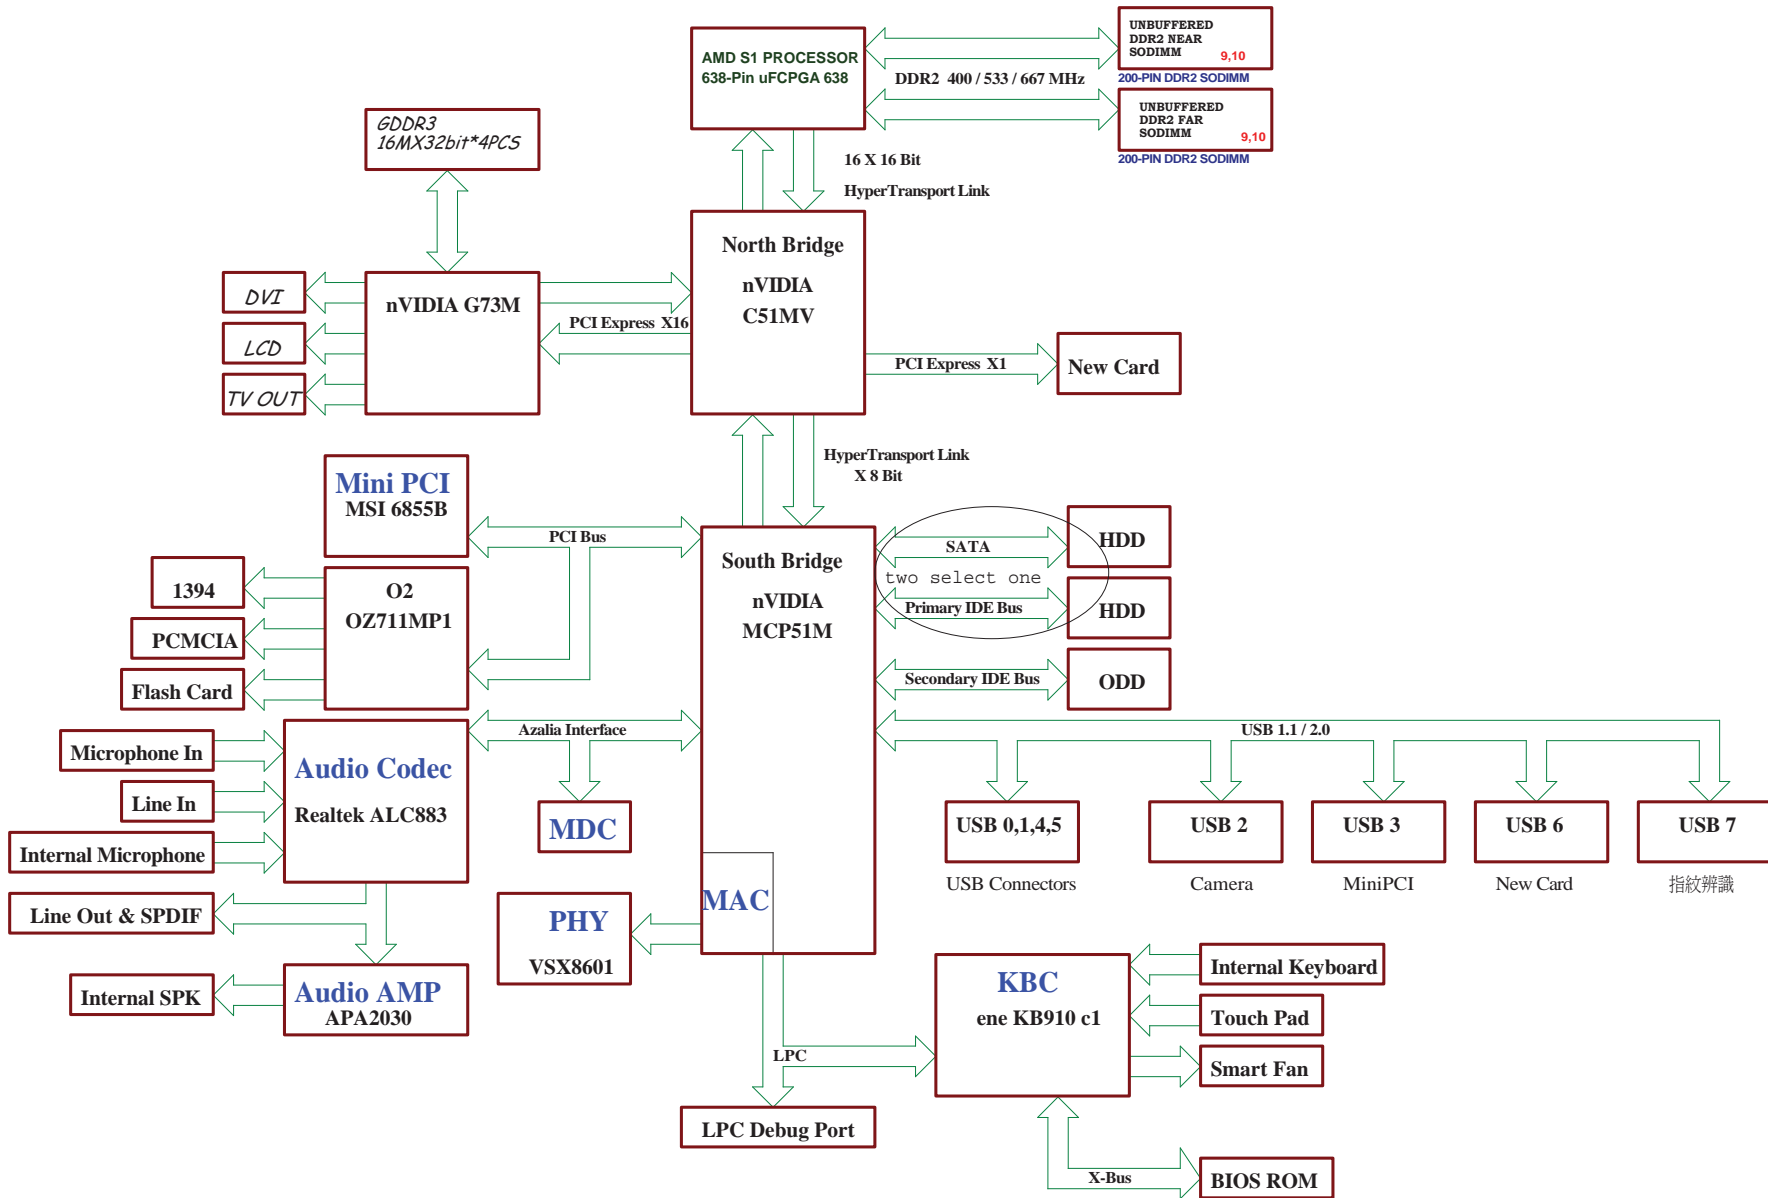 AMD S1 PROCESSOR
638-Pin uFCPGA 638
UNBUFFERED
DDR2 NEAR
SODIMM
9,10
200-PIN DDR2 SODIMM
DDR2 400 / 533 / 667 MHz
UNBUFFERED
DDR2 FAR
SODIMM
9,10
200-PIN DDR2 SODIMM
GDDR3
16MX32bit*4PCS
16 X 16 Bit
HyperTransport Link
North Bridge
nVIDIA
C51MV
nVIDIA G73M
DVI
LCD
TV OUT
PCI Express X16
PCI Express X1
New Card
HyperTransport Link
X 8 Bit
Mini PCI
MSI 6855B
PCI Bus
South Bridge
nVIDIA
MCP51M
SATA
HDD
two select one
Primary IDE Bus
HDD
Secondary IDE Bus
ODD
1394
O2
OZ711MP1
PCMCIA
Flash Card
Azalia Interface
USB 1.1 / 2.0
Microphone In
Line In
Internal Microphone
Audio Codec
Realtek ALC883
MDC
USB 0,1,4,5
USB Connectors
USB 2
Camera
USB 3
MiniPCI
USB 6
New Card
USB 7
指紋辨識
MAC
Line Out & SPDIF
PHY
VSX8601
Internal SPK
Audio AMP
APA2030
KBC
ene KB910 c1
Internal Keyboard
Touch Pad
Smart Fan
LPC
LPC Debug Port
X-Bus
BIOS ROM